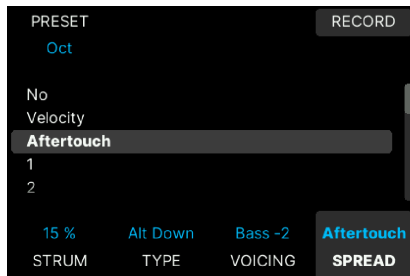 PRESET RECORD
Oct
No
Velocity
Aftertouch
1
2
15 % Alt Down Bass -2 Aftertouch
STRUM TYPE VOICING SPREAD